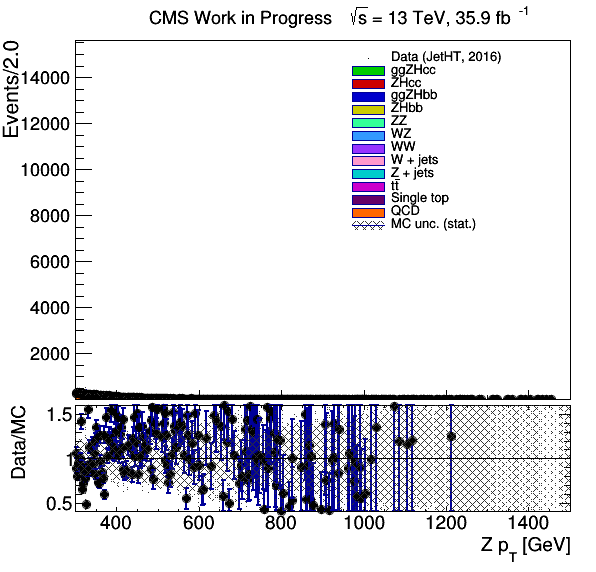 CMS Work in Progress √s = 13 TeV, 35.9 fb -1
Events/2.0
14000
12000
10000
8000
6000
4000
2000
Data (JetHT, 2016)
ggZHcc
ZHcc
ggZHbb
ZHbb
ZZ
WZ
WW
W + jets
Z + jets
tt̄
Single top
QCD
MC unc. (stat.)
Data/MC
1.5
1
0.5
400 600 800 1000 1200 1400
Z pT [GeV]